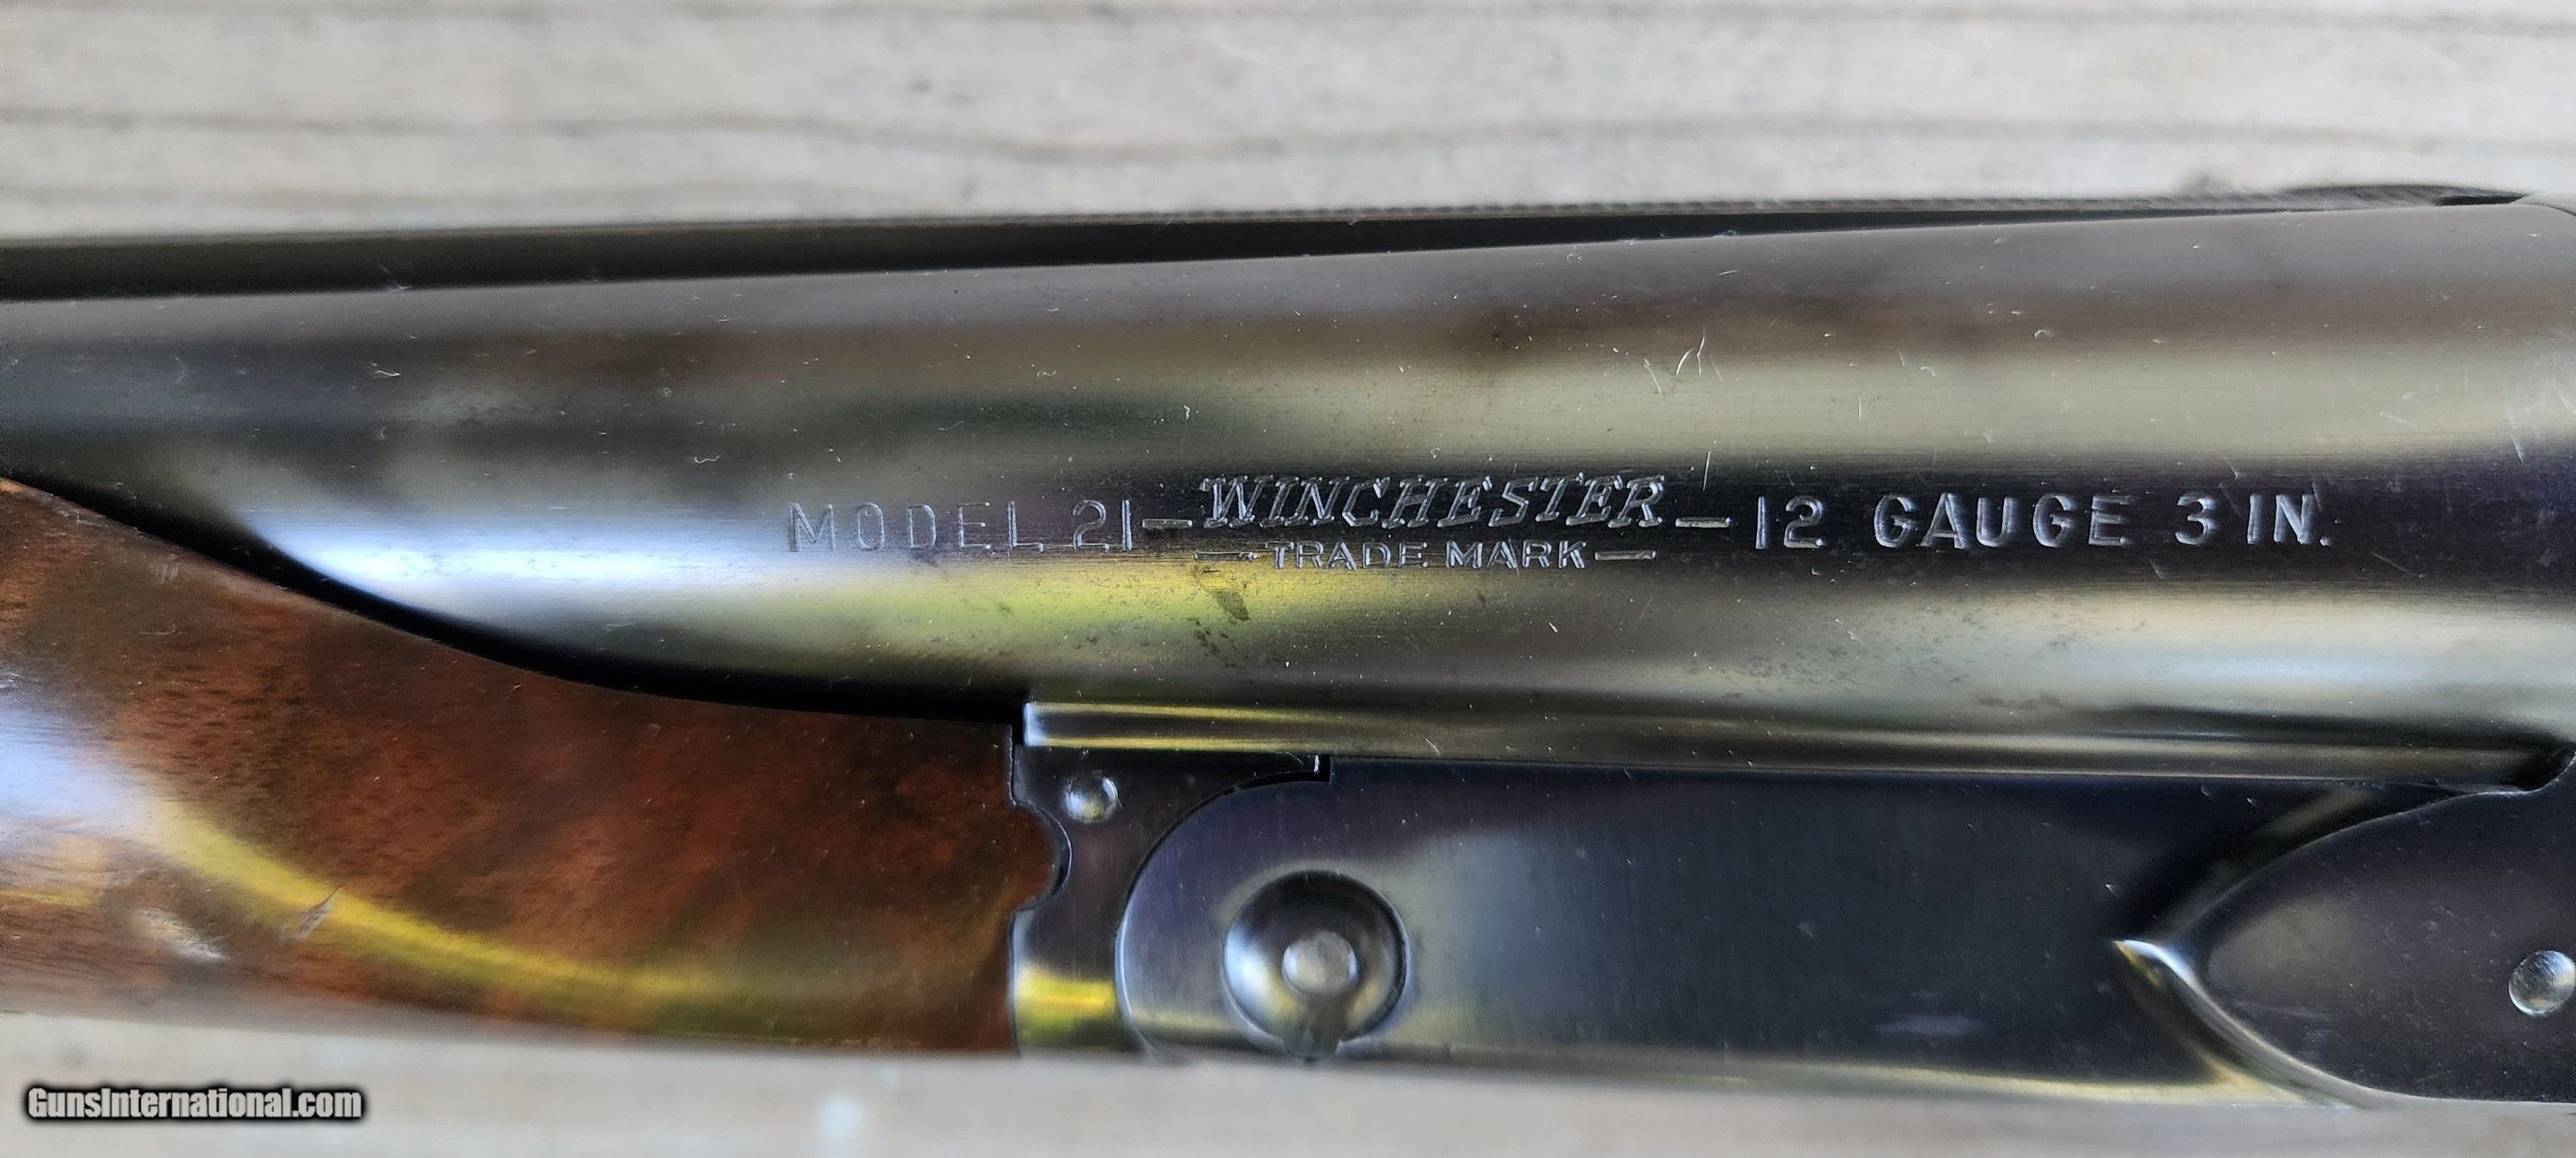 MODEL 21—WINCHESTER—12 GAUGE 3 IN.
—TRADE MARK—
GunsInternational.com